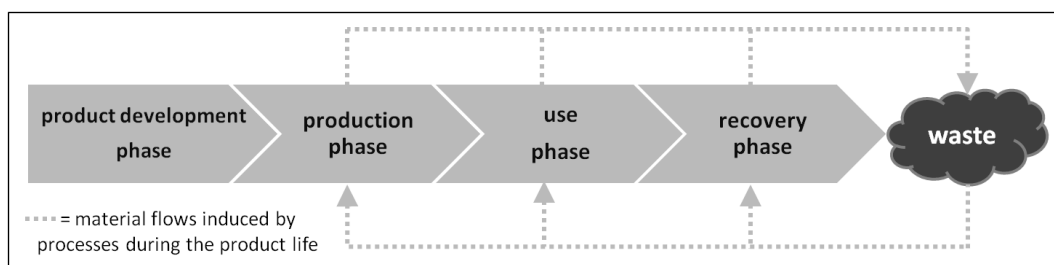 product development
phase
production
phase
use
phase
recovery
phase
waste
= material flows induced by
processes during the product life